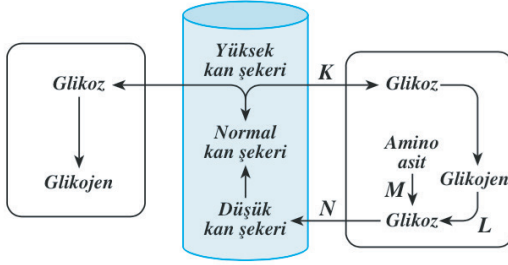 Glikoz
Glikojen
Yüksek
kan şekeri
Normal
kan şekeri
Düşük
kan şekeri
K
N
Glikoz
Amino
asit
M
Glikojen
Glikoz
L